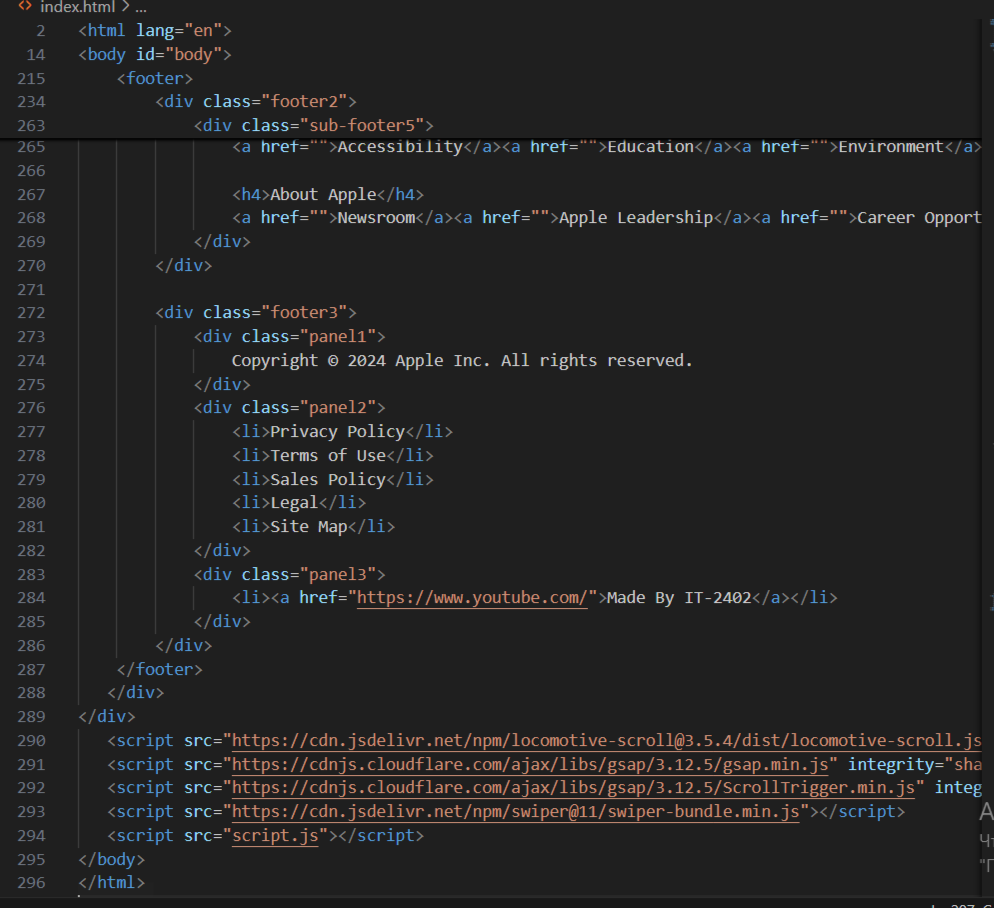 index.html > ...
2 <html lang="en">
14 <body id="body">
215 <footer>
234 <div class="footer2">
263 <div class="sub-footer5">
265 <a href="">Accessibility</a><a href="">Education</a><a href="">Environment</a>
266
267 <h4>About Apple</h4>
268 <a href="">Newsroom</a><a href="">Apple Leadership</a><a href="">Career Opport
269 </div>
270 </div>
271
272 <div class="footer3">
273 <div class="panel1">
274 Copyright © 2024 Apple Inc. All rights reserved.
275 </div>
276 <div class="panel2">
277 <li>Privacy Policy</li>
278 <li>Terms of Use</li>
279 <li>Sales Policy</li>
280 <li>Legal</li>
281 <li>Site Map</li>
282 </div>
283 <div class="panel3">
284 <li><a href="https://www.youtube.com/">Made By IT-2402</a></li>
285 </div>
286 </div>
287 </footer>
288 </div>
289 </div>
290 <script src="https://cdn.jsdelivr.net/npm/locomotive-scroll@3.5.4/dist/locomotive-scroll.js
291 <script src="https://cdnjs.cloudflare.com/ajax/libs/gsap/3.12.5/gsap.min.js" integrity="sha
292 <script src="https://cdnjs.cloudflare.com/ajax/libs/gsap/3.12.5/ScrollTrigger.min.js" integ
293 <script src="https://cdn.jsdelivr.net/npm/swiper@11/swiper-bundle.min.js"></script>
294 <script src="script.js"></script>
295 </body>
296 </html>